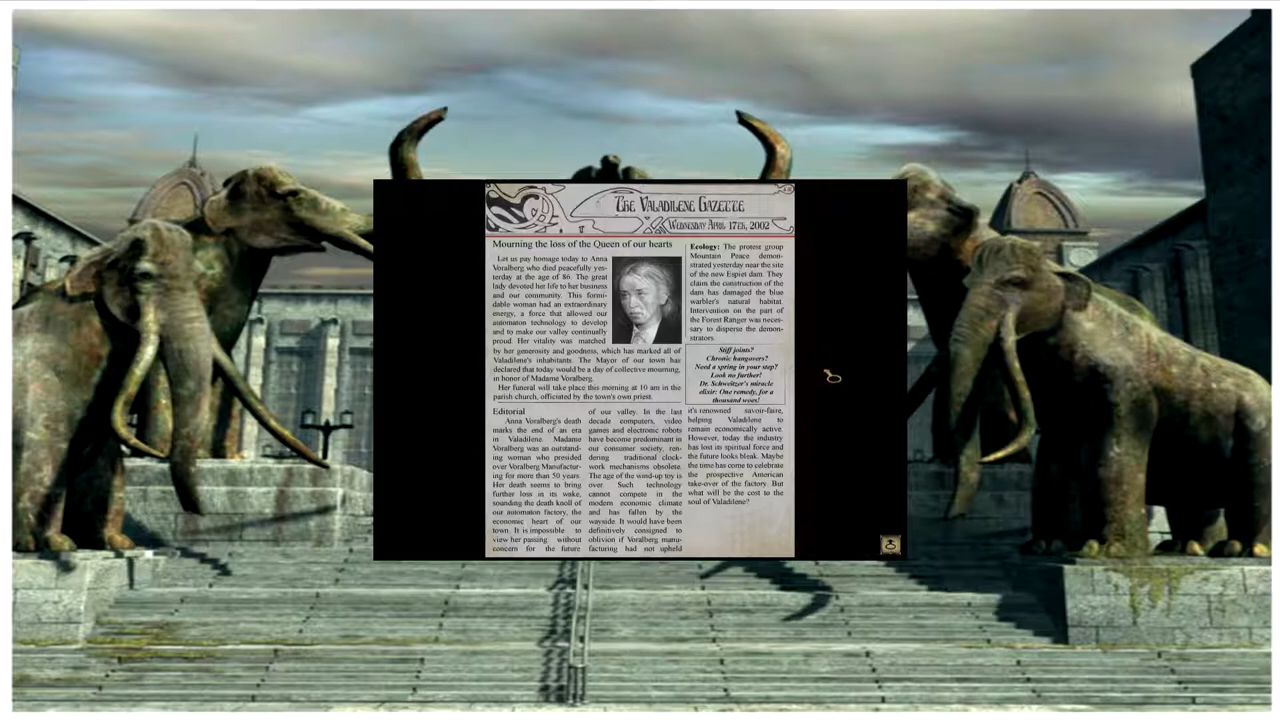 The Valadilene Gazette
Wednesday April 17th, 2002
Mourning the loss of the Queen of our hearts
Let us pay homage today to Anna
Voralberg who died peacefully yes-
terday at the age of 86. The great
lady devoted her life to her business
and our community. This formi-
dable woman had an extraordinary
energy, a force that allowed our
automaton technology to develop
and to make our valley continually
proud. Her vitality was matched
by her generosity and goodness, which has marked all of
Valadilène's inhabitants. The Mayor of our town has
declared that today would be a day of collective mourning,
in honor of Madame Voralberg.
Her funeral will take place this morning at 10 am in the
parish church, officiated by the town's own priest.
Ecology: The protest group
Mountain Peace demon-
strated yesterday near the site
of the new Espiet dam. They
claim the construction of the
dam has damaged the blue
warbler's natural habitat.
Intervention on the part of
the Forest Ranger was neces-
sary to disperse the demon-
strators.
Stiff joints?
Chronic hangovers?
Need a spring in your step?
Look no further!
Dr. Schweitzer's miracle
elixir: One remedy, for a
thousand woes!
Editorial
Anna Voralberg's death
marks the end of an era
in Valadilene. Madame
Voralberg was an outstand-
ing woman who presided
over Voralberg Manufactur-
ing for more than 50 years.
Her death seems to bring
further loss in its wake,
sounding the death knoll of
our automaton factory, the
economic heart of our
town. It is impossible to
view her passing without
concern for the future
of our valley. In the last
decade computers, video
games and electronic robots
have become predominant in
our consumer society, ren-
dering traditional clock-
work mechanisms obsolete.
The age of the wind-up toy is
over. Such technology
cannot compete in the
modern economic climate
and has fallen by the
wayside. It would have been
definitively consigned to
oblivion if Voralberg manu-
facturing had not upheld
it's renowned savoir-faire,
helping Valadilene to
remain economically active.
However, today the industry
has lost its spiritual force and
the future looks bleak. Maybe
the time has come to celebrate
the prospective American
take-over of the factory. But
what will be the cost to the
soul of Valadilene?